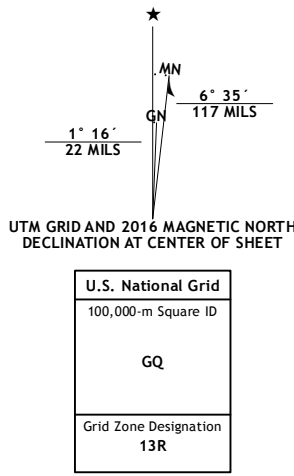 MN
GN
6° 35´
117 MILS
1° 16´
22 MILS
UTM GRID AND 2016 MAGNETIC NORTH
DECLINATION AT CENTER OF SHEET
U.S. National Grid
100,000-m Square ID
GQ
Grid Zone Designation
13R